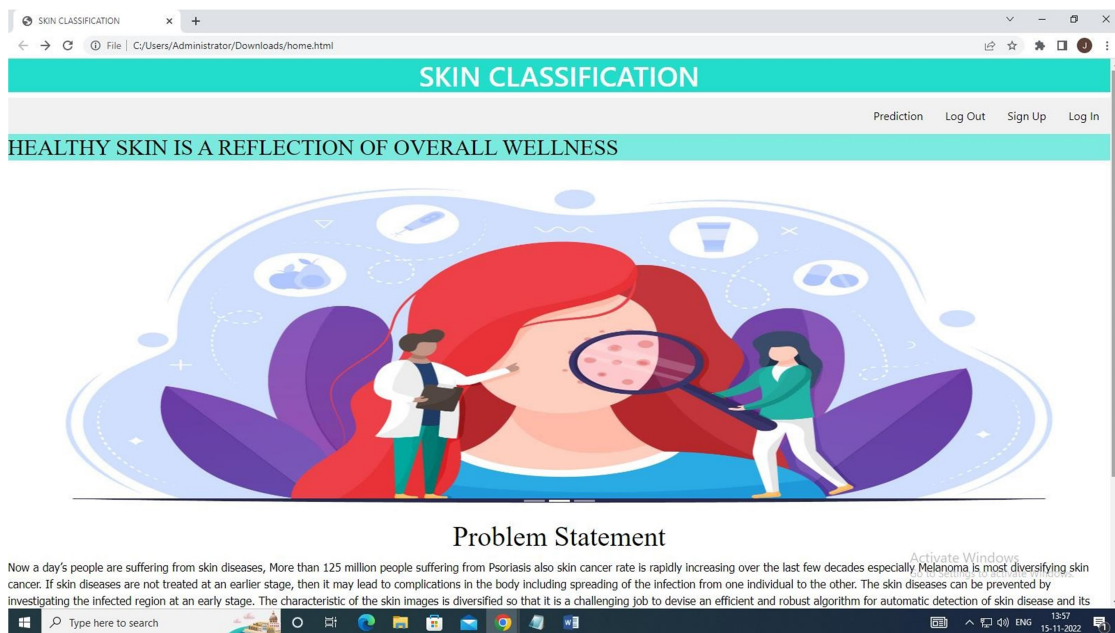 SKIN CLASSIFICATION
File | C:/Users/Administrator/Downloads/home.html
J
SKIN CLASSIFICATION
Prediction Log Out Sign Up Log In
HEALTHY SKIN IS A REFLECTION OF OVERALL WELLNESS
Problem Statement
Activate Windows
Now a day's people are suffering from skin diseases, More than 125 million people suffering from Psoriasis also skin cancer rate is rapidly increasing over the last few decades especially Melanoma is most diversifying skin
Go to Settings to activate Windows.
cancer. If skin diseases are not treated at an earlier stage, then it may lead to complications in the body including spreading of the infection from one individual to the other. The skin diseases can be prevented by
investigating the infected region at an early stage. The characteristic of the skin images is diversified so that it is a challenging job to devise an efficient and robust algorithm for automatic detection of skin disease and its
Type here to search
ENG
13:57
15-11-2022